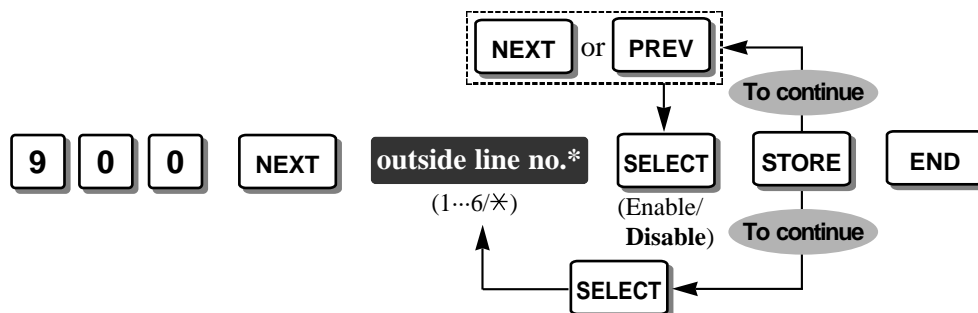 NEXT or PREV
To continue
9 0 0 NEXT outside line no.* SELECT STORE END
(1···6/✳) (Enable/
Disable) To continue
SELECT